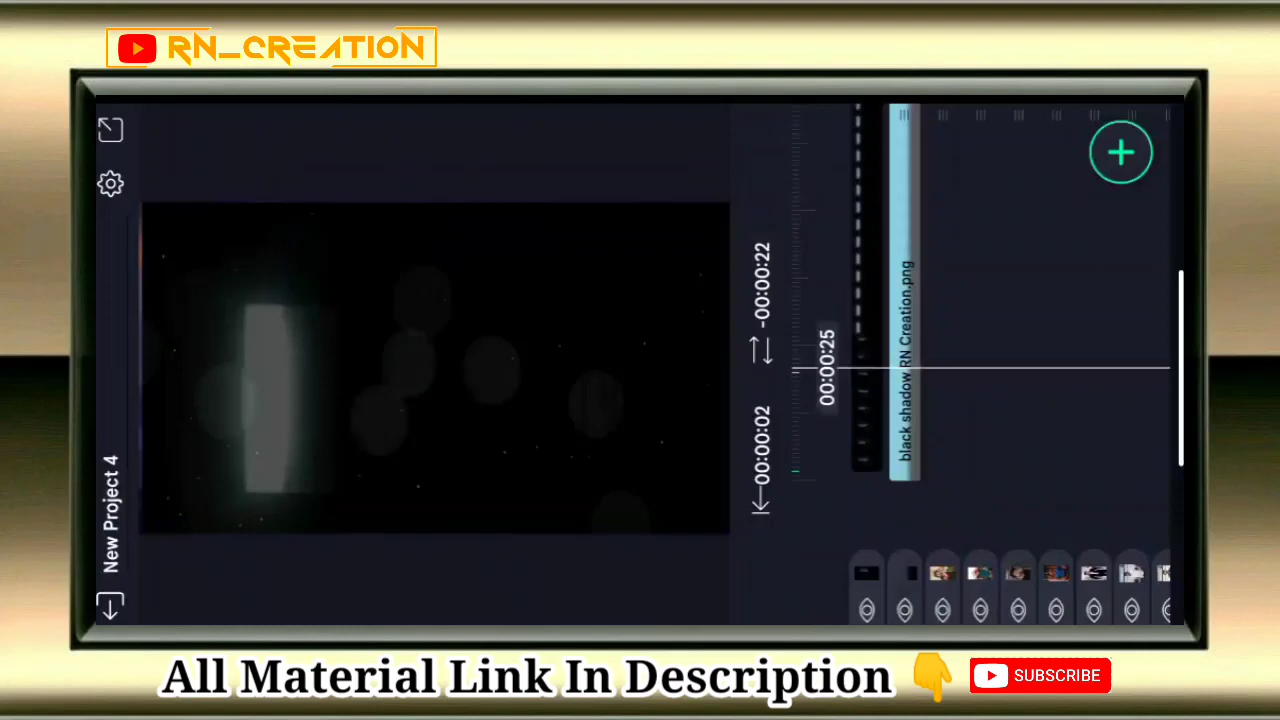 RN_CREATION
New Project 4
00:00:02
-00:00:22
00:00:25
black shadow RN Creation.png
All Material Link In Description 👇
SUBSCRIBE